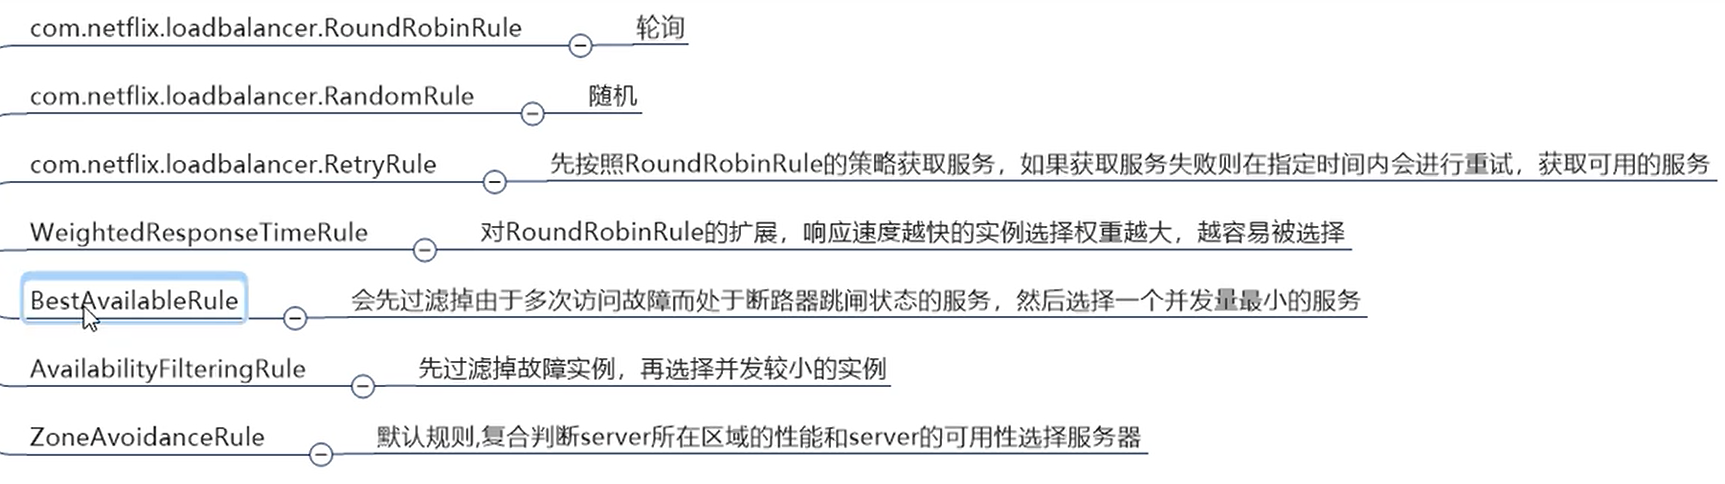 com.netflix.loadbalancer.RoundRobinRule 轮询
com.netflix.loadbalancer.RandomRule 随机
com.netflix.loadbalancer.RetryRule 先按照RoundRobinRule的策略获取服务，如果获取服务失败则在指定时间内会进行重试，获取可用的服务
WeightedResponseTimeRule 对RoundRobinRule的扩展，响应速度越快的实例选择权重越大，越容易被选择
BestAvailableRule 会先过滤掉由于多次访问故障而处于断路器跳闸状态的服务，然后选择一个并发量最小的服务
AvailabilityFilteringRule 先过滤掉故障实例，再选择并发较小的实例
ZoneAvoidanceRule 默认规则,复合判断server所在区域的性能和server的可用性选择服务器